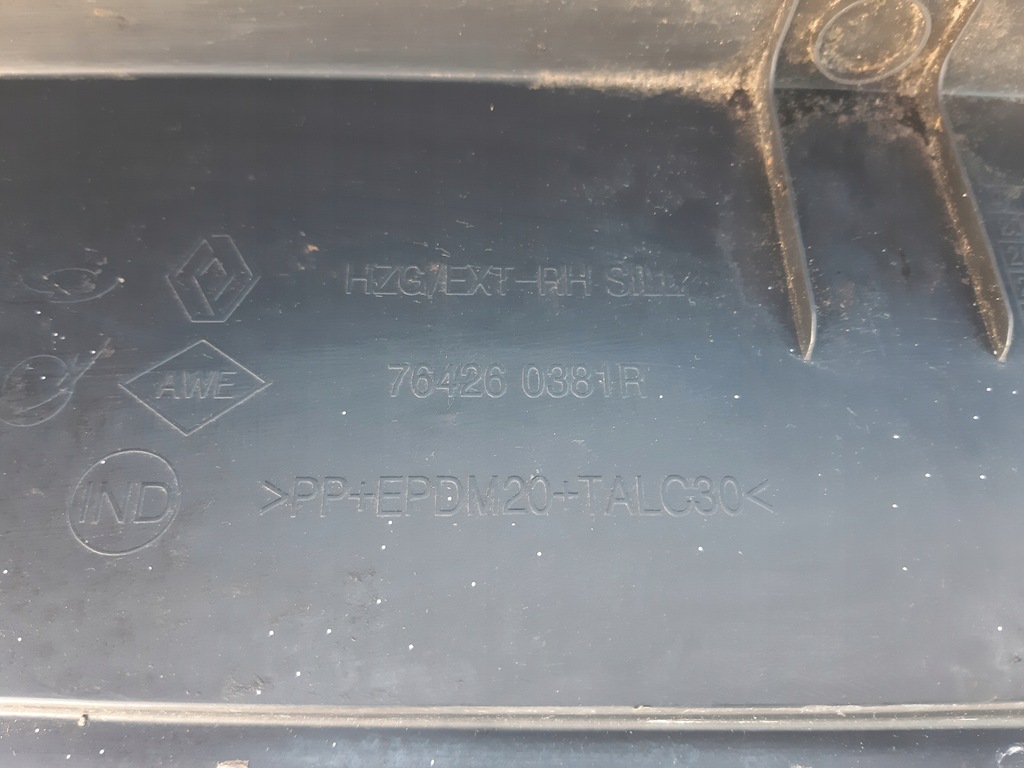 HZG/EXT-RH SILL
AWE
76426 0381R
IND
>PP+EPDM20+TALC30<